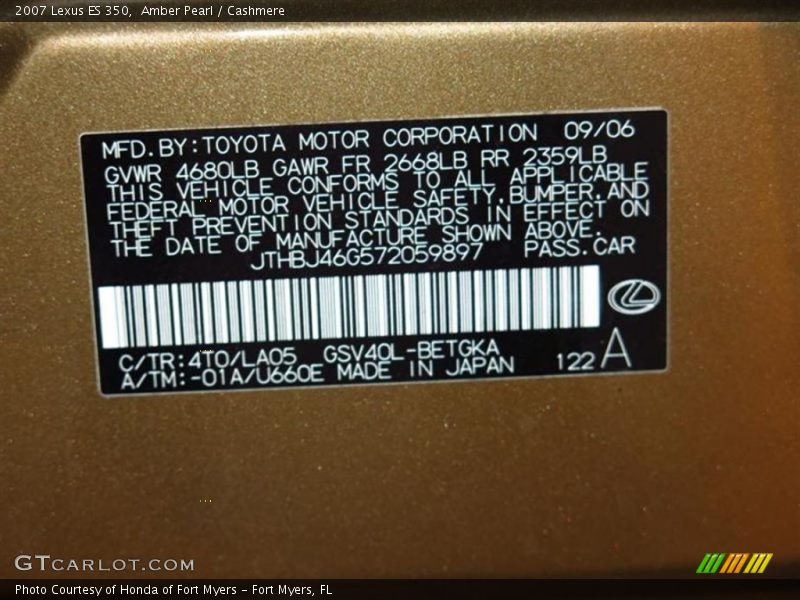 2007 Lexus ES 350, Amber Pearl / Cashmere
MFD.BY:TOYOTA MOTOR CORPORATION 09/06
GVWR 4680LB GAWR FR 2668LB RR 2359LB
THIS VEHICLE CONFORMS TO ALL APPLICABLE
FEDERAL MOTOR VEHICLE SAFETY,BUMPER,AND
THEFT PREVENTION STANDARDS IN EFFECT ON
THE DATE OF MANUFACTURE SHOWN ABOVE.
JTHBJ46G572059897 PASS.CAR
C/TR:4T0/LA05 GSV40L-BETGKA
A/TM:-01A/U660E MADE IN JAPAN 122 A
GTCARLOT.COM
Photo Courtesy of Honda of Fort Myers – Fort Myers, FL